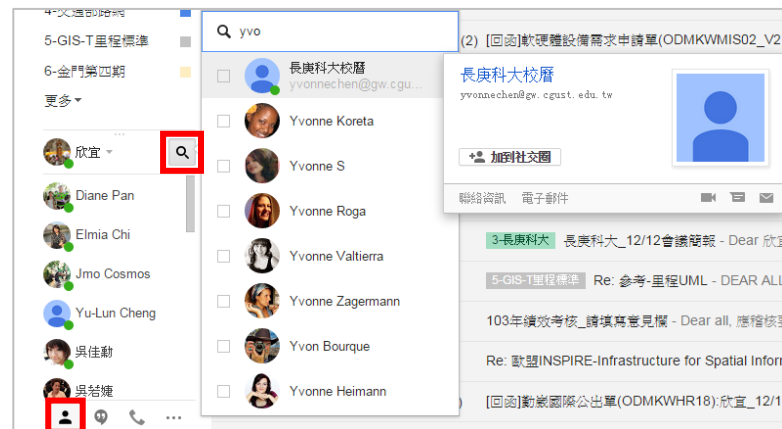 4-交通部路網
5-GIS-T里程標準
6-金門第四期
更多
欣宜
Diane Pan
Elmia Chi
Jmo Cosmos
Yu-Lun Cheng
吳佳勳
吳若婕
yvo
長庚科大校曆
yvonnechen@gw.cgu...
Yvonne Koreta
Yvonne S
Yvonne Roga
Yvonne Valtierra
Yvonne Zagermann
Yvon Bourque
Yvonne Heimann
(2) [回函]軟硬體設備需求申請單(ODMKWMIS02_V2
長庚科大校曆
yvonnechen@gw.cgust.edu.tw
加到社交圈
聯絡資訊 電子郵件
3-長庚科大 長庚科大_12/12會議簡報 - Dear 欣宜
5-GIS-T里程標準 Re: 參考-里程UML - DEAR ALL
103年績效考核_請填寫意見欄 - Dear all, 應稽核
Re: 歐盟INSPIRE-Infrastructure for Spatial Infor
) [回函]勤崴國際公出單(ODMKWHR18):欣宜_12/1